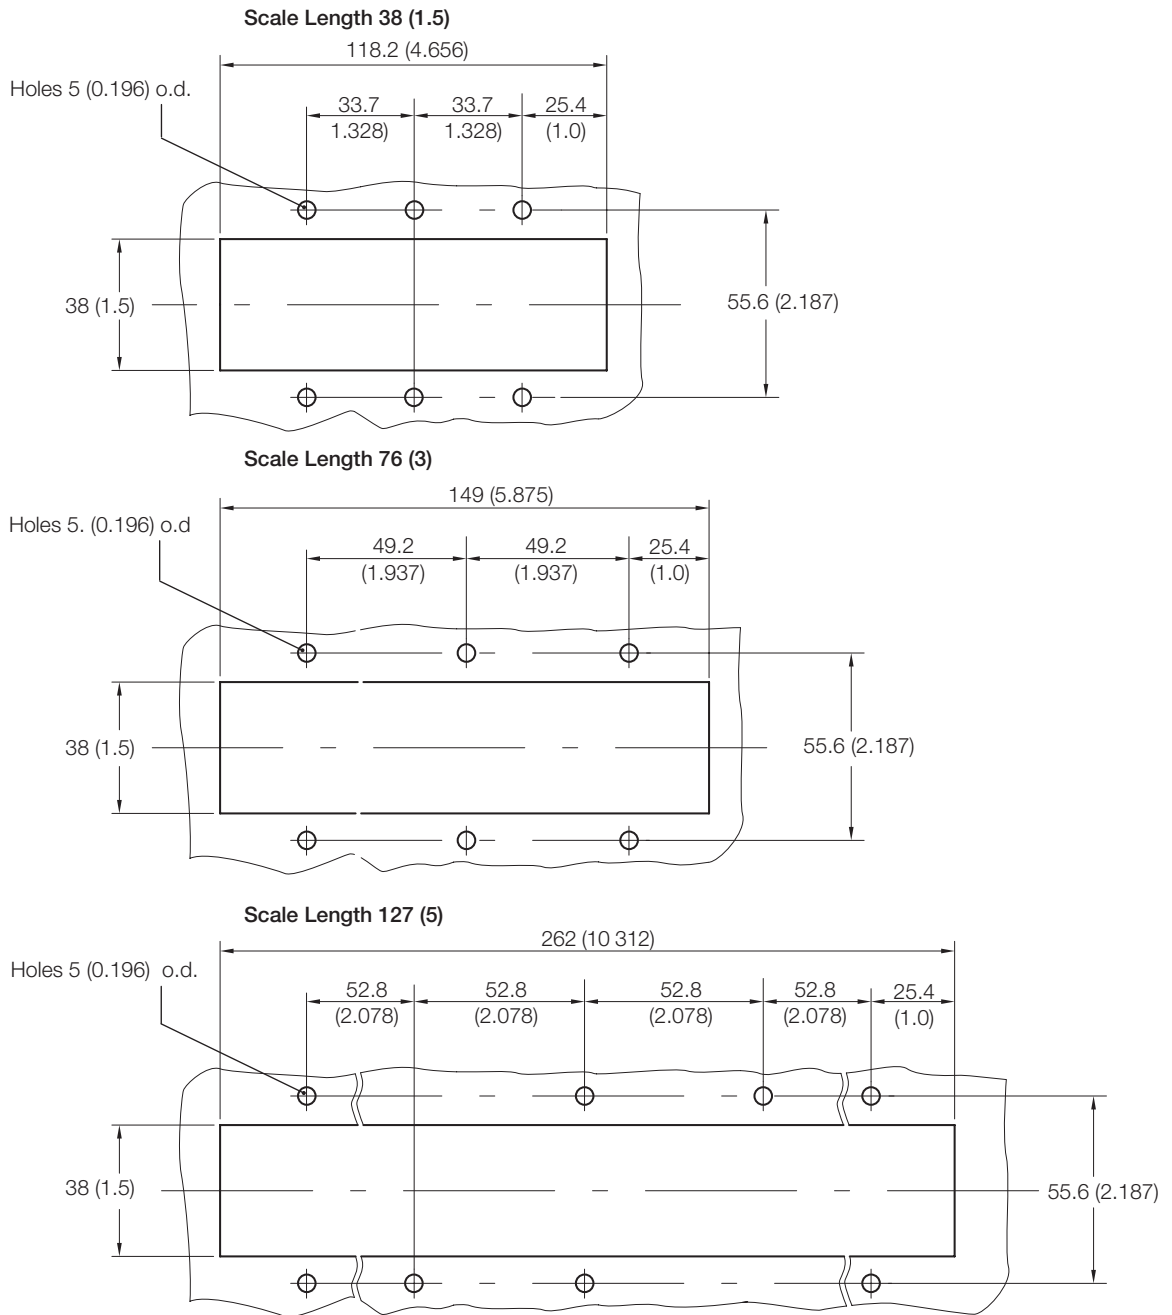 Scale Length 38 (1.5)
118.2 (4.656)
Holes 5 (0.196) o.d.
33.7 33.7 25.4
1.328) 1.328) (1.0)
38 (1.5)
55.6 (2.187)
Scale Length 76 (3)
149 (5.875)
Holes 5. (0.196) o.d
49.2 49.2 25.4
(1.937) (1.937) (1.0)
38 (1.5)
55.6 (2.187)
Scale Length 127 (5)
262 (10 312)
Holes 5 (0.196) o.d.
52.8 52.8 52.8 52.8 25.4
(2.078) (2.078) (2.078) (2.078) (1.0)
38 (1.5)
55.6 (2.187)